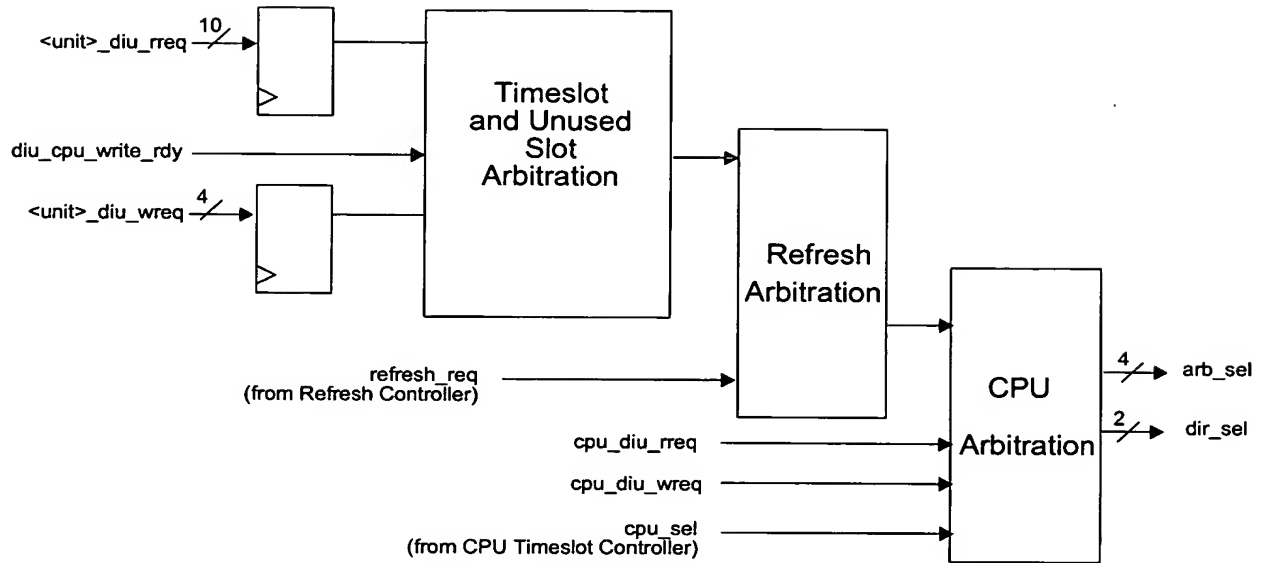 <unit>_diu_rreq
10
diu_cpu_write_rdy
<unit>_diu_wreq
4
Timeslot
and Unused
Slot
Arbitration
Refresh
Arbitration
refresh_req
(from Refresh Controller)
cpu_diu_rreq
cpu_diu_wreq
cpu_sel
(from CPU Timeslot Controller)
CPU
Arbitration
4
arb_sel
2
dir_sel